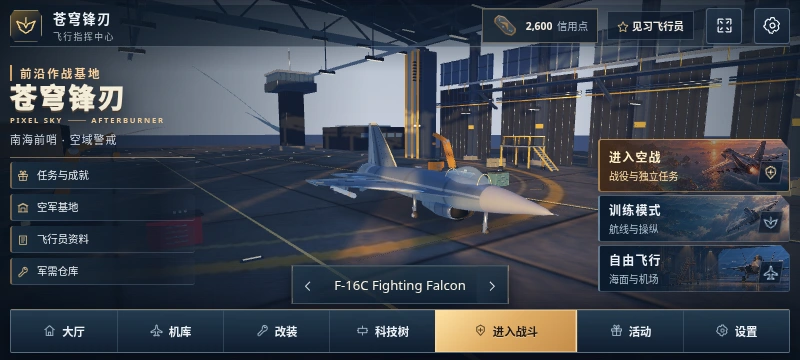 苍穹锋刃
飞行指挥中心
2,600 信用点
见习飞行员
前沿作战基地
苍穹锋刃
PIXEL SKY — AFTERBURNER
南海前哨 · 空域警戒
任务与成就
空军基地
飞行员资料
军需仓库
进入空战
战役与独立任务
训练模式
航线与操纵
自由飞行
海面与机场
F-16C Fighting Falcon
大厅
机库
改装
科技树
进入战斗
活动
设置